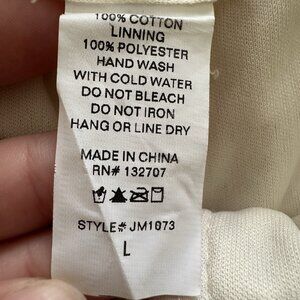 100% COTTON
LINNING
100% POLYESTER
HAND WASH
WITH COLD WATER
DO NOT BLEACH
DO NOT IRON
HANG OR LINE DRY
MADE IN CHINA
RN# 132707
STYLE# JM1073
L